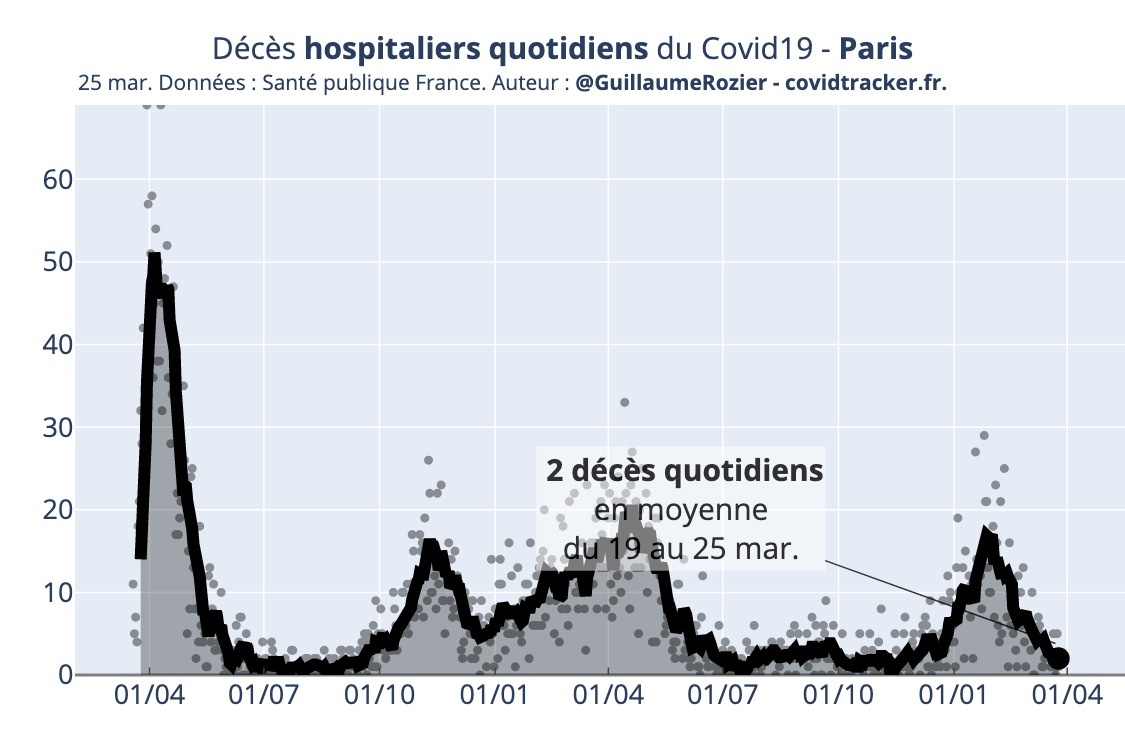 Décès hospitaliers quotidiens du Covid19 - Paris
25 mar. Données : Santé publique France. Auteur : @GuillaumeRozier - covidtracker.fr.
60
50
40
30
20
10
0
2 décès quotidiens
en moyenne
du 19 au 25 mar.
01/04 01/07 01/10 01/01 01/04 01/07 01/10 01/01 01/04